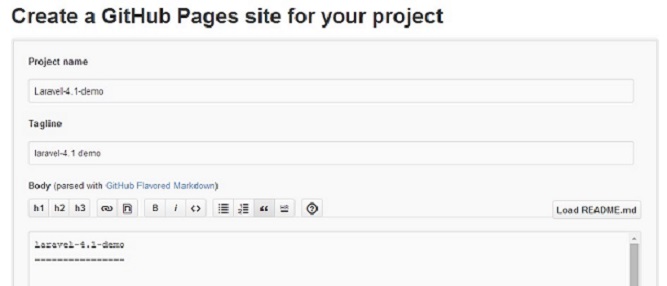 Create a GitHub Pages site for your project
Project name
Laravel-4.1-demo
Tagline
laravel-4.1 demo
Body (parsed with GitHub Flavored Markdown)
h1 h2 h3 B i <> “ Load README.md
laravel-4.1-demo
================